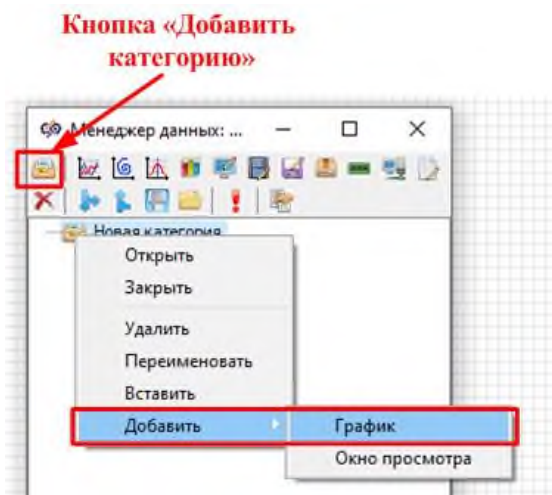 Кнопка «Добавить
категорию»
Менеджер данных: ...
Новая категория
Открыть
Закрыть
Удалить
Переименовать
Вставить
Добавить
График
Окно просмотра